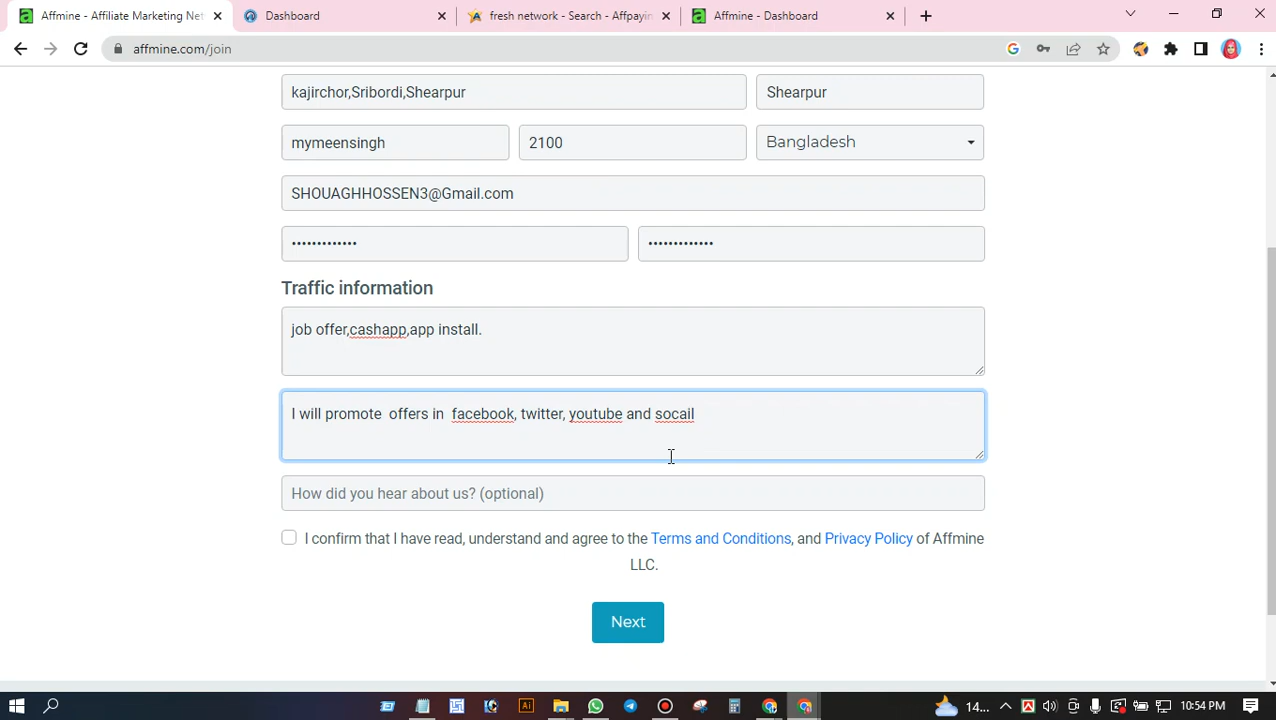 Affmine - Affiliate Marketing Net
Dashboard
fresh network - Search - Affpayin
Affmine - Dashboard
affmine.com/join
kajirchor,Sribordi,Shearpur
Shearpur
mymeensingh
2100
Bangladesh
SHOUAGHHOSSEN3@Gmail.com
Traffic information
job offer,cashapp,app install.
I will promote  offers in  facebook, twitter, youtube and socail
How did you hear about us? (optional)
I confirm that I have read, understand and agree to the Terms and Conditions, and Privacy Policy of Affmine
LLC.
Next
Ai
14...
10:54 PM